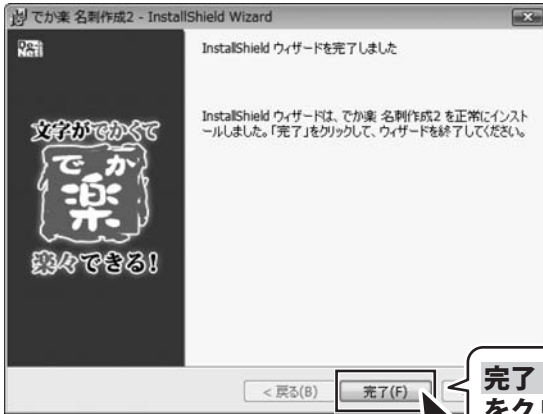 でか楽 名刺作成2 - InstallShield Wizard
De-Net!
InstallShield ウィザードを完了しました
InstallShield ウィザードは、でか楽 名刺作成2 を正常にインスト
ールしました。「完了」をクリックして、ウィザードを終了してください。
文字がでかくて
でか
楽
楽々できる!
< 戻る(B)
完了(F)
完了
をク